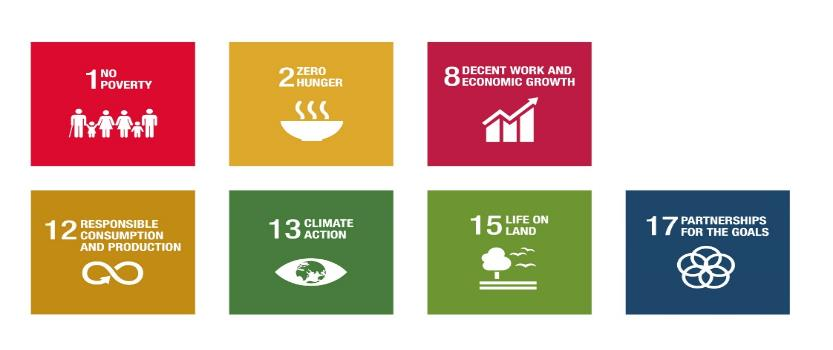 1 NO
POVERTY
2 ZERO
HUNGER
8 DECENT WORK AND
ECONOMIC GROWTH
12 RESPONSIBLE
CONSUMPTION
AND PRODUCTION
13 CLIMATE
ACTION
15 LIFE ON
LAND
17 PARTNERSHIPS
FOR THE GOALS